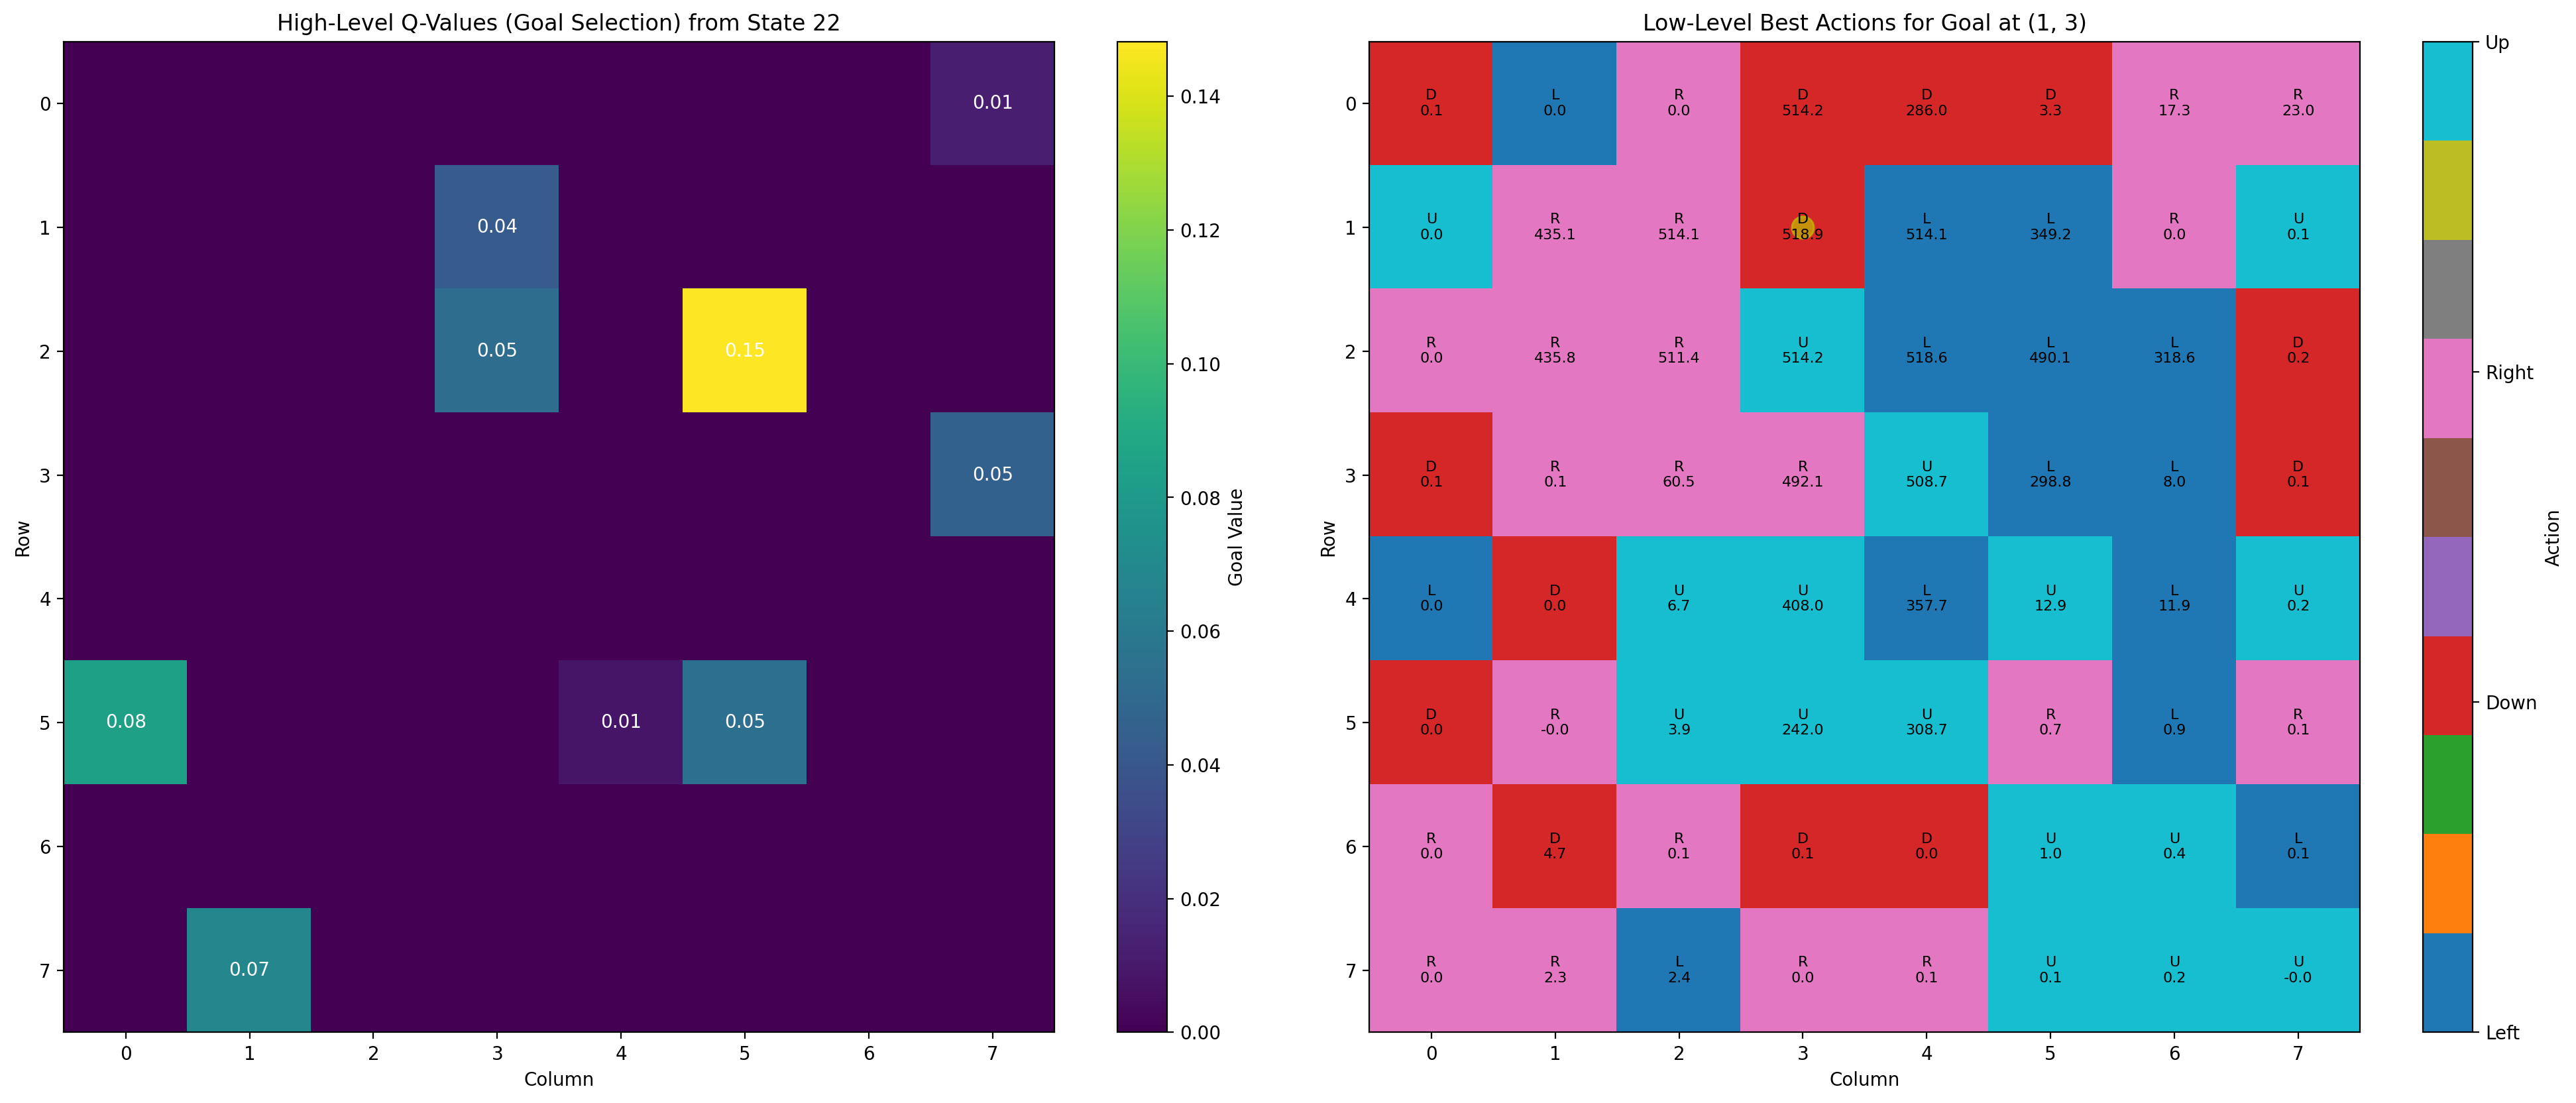 High-Level Q-Values (Goal Selection) from State 22
0.01
0.04
0.05
0.15
0.05
0.08
0.01
0.05
0.07
0
1
2
3
4
5
6
7
Row
0 1 2 3 4 5 6 7
Column
0.14
0.12
0.10
0.08
0.06
0.04
0.02
0.00
Goal Value
Low-Level Best Actions for Goal at (1, 3)
0
1
2
3
4
5
6
7
Row
D L R D D D R R
0.1 0.0 0.0 514.2 286.0 3.3 17.3 23.0
U R R D L L R U
0.0 435.1 514.1 518.9 514.1 349.2 0.0 0.1
R R R U L L L D
0.0 435.8 511.4 514.2 518.6 490.1 318.6 0.2
D R R R U L L D
0.1 0.1 60.5 492.1 508.7 298.8 8.0 0.1
L D U U L U L U
0.0 0.0 6.7 408.0 357.7 12.9 11.9 0.2
D R U U U R L R
0.0 -0.0 3.9 242.0 308.7 0.7 0.9 0.1
R D R D D U U L
0.0 4.7 0.1 0.1 0.0 1.0 0.4 0.1
R R L R R U U U
0.0 2.3 2.4 0.0 0.1 0.1 0.2 -0.0
0 1 2 3 4 5 6 7
Column
Up
Right
Down
Left
Action